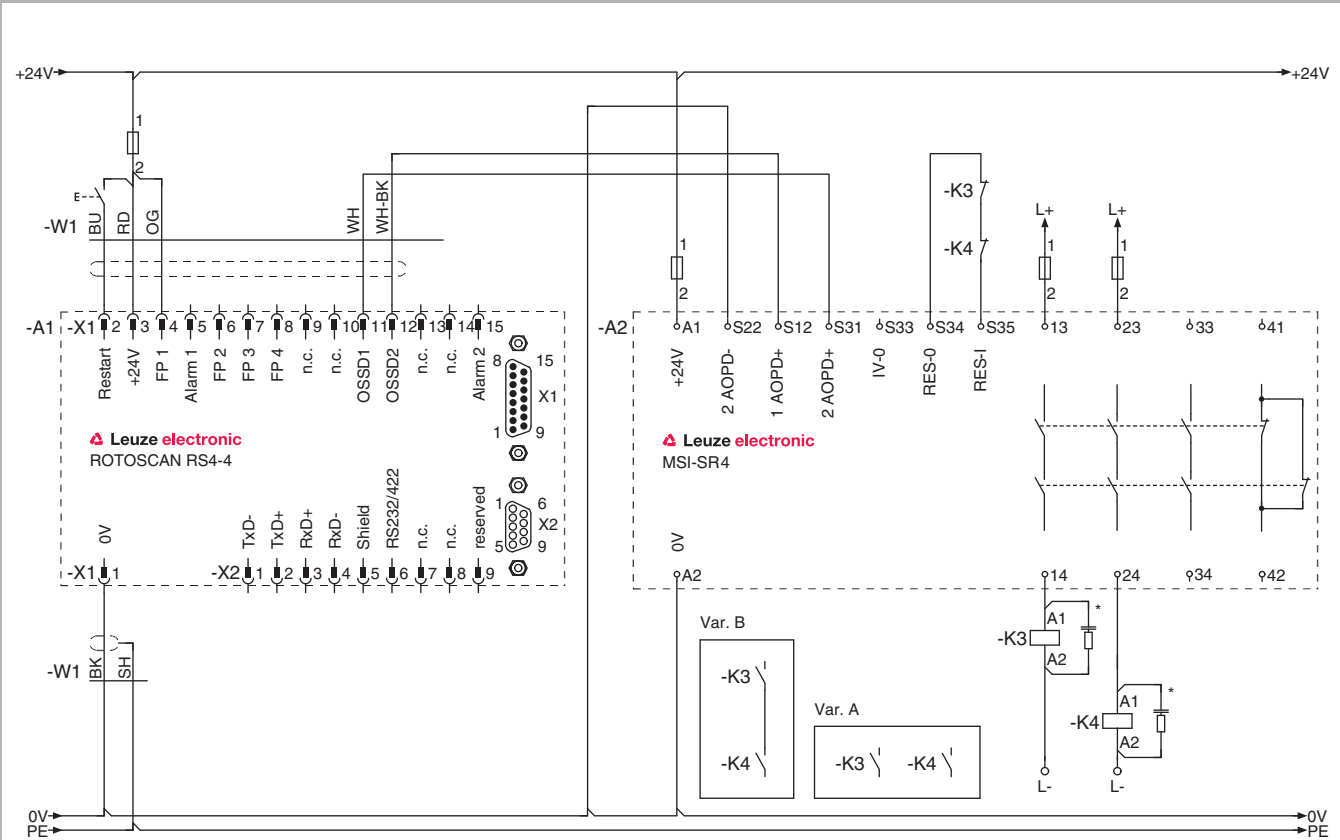 +24V
+24V
1
2
E
-W1
BU
RD
OG
WH
WH-BK
-K3
-K4
L+
L+
1
2
1
2
1
2
-A1
-X1
2
3
4
5
6
7
8
9
10
11
12
13
14
15
Restart
+24V
FP 1
Alarm 1
FP 2
FP 3
FP 4
n.c.
n.c.
OSSD1
OSSD2
n.c.
n.c.
Alarm 2
8
15
X1
1
9
Leuze electronic
ROTOSCAN RS4-4
1
6
X2
5
9
0V
TxD-
TxD+
RxD+
RxD-
Shield
RS232/422
n.c.
n.c.
reserved
-X1
1
-X2
1
2
3
4
5
6
7
8
9
-A2
A1
S22
S12
S31
S33
S34
S35
13
23
33
41
+24V
2 AOPD-
1 AOPD+
2 AOPD+
IV-0
RES-0
RES-I
Leuze electronic
MSI-SR4
0V
A2
14
24
34
42
-W1
BK
SH
Var. B
-K3
-K4
Var. A
-K3
-K4
-K3
A1
A2
*
-K4
A1
A2
*
L-
L-
0V
0V
PE
PE